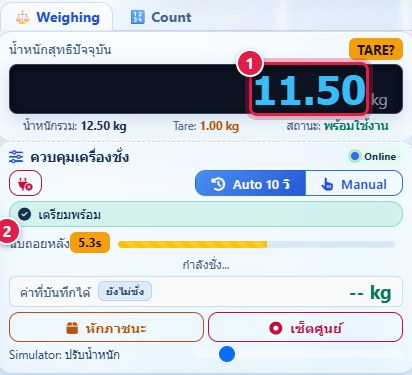 Weighing
1 2 3 4
Count
น้ำหนักสุทธิปัจจุบัน
TARE?
1
11.50 kg
น้ำหนักรวม: 12.50 kg
Tare: 1.00 kg
สถานะ: พร้อมใช้งาน
ควบคุมเครื่องชั่ง
Online
Auto 10 วิ
Manual
เตรียมพร้อม
2
นับถอยหลัง 5.3s
กำลังชั่ง...
ค่าที่บันทึกได้ ยังไม่ชั่ง -- kg
หักภาชนะ
เซ็ตศูนย์
Simulator: ปรับน้ำหนัก